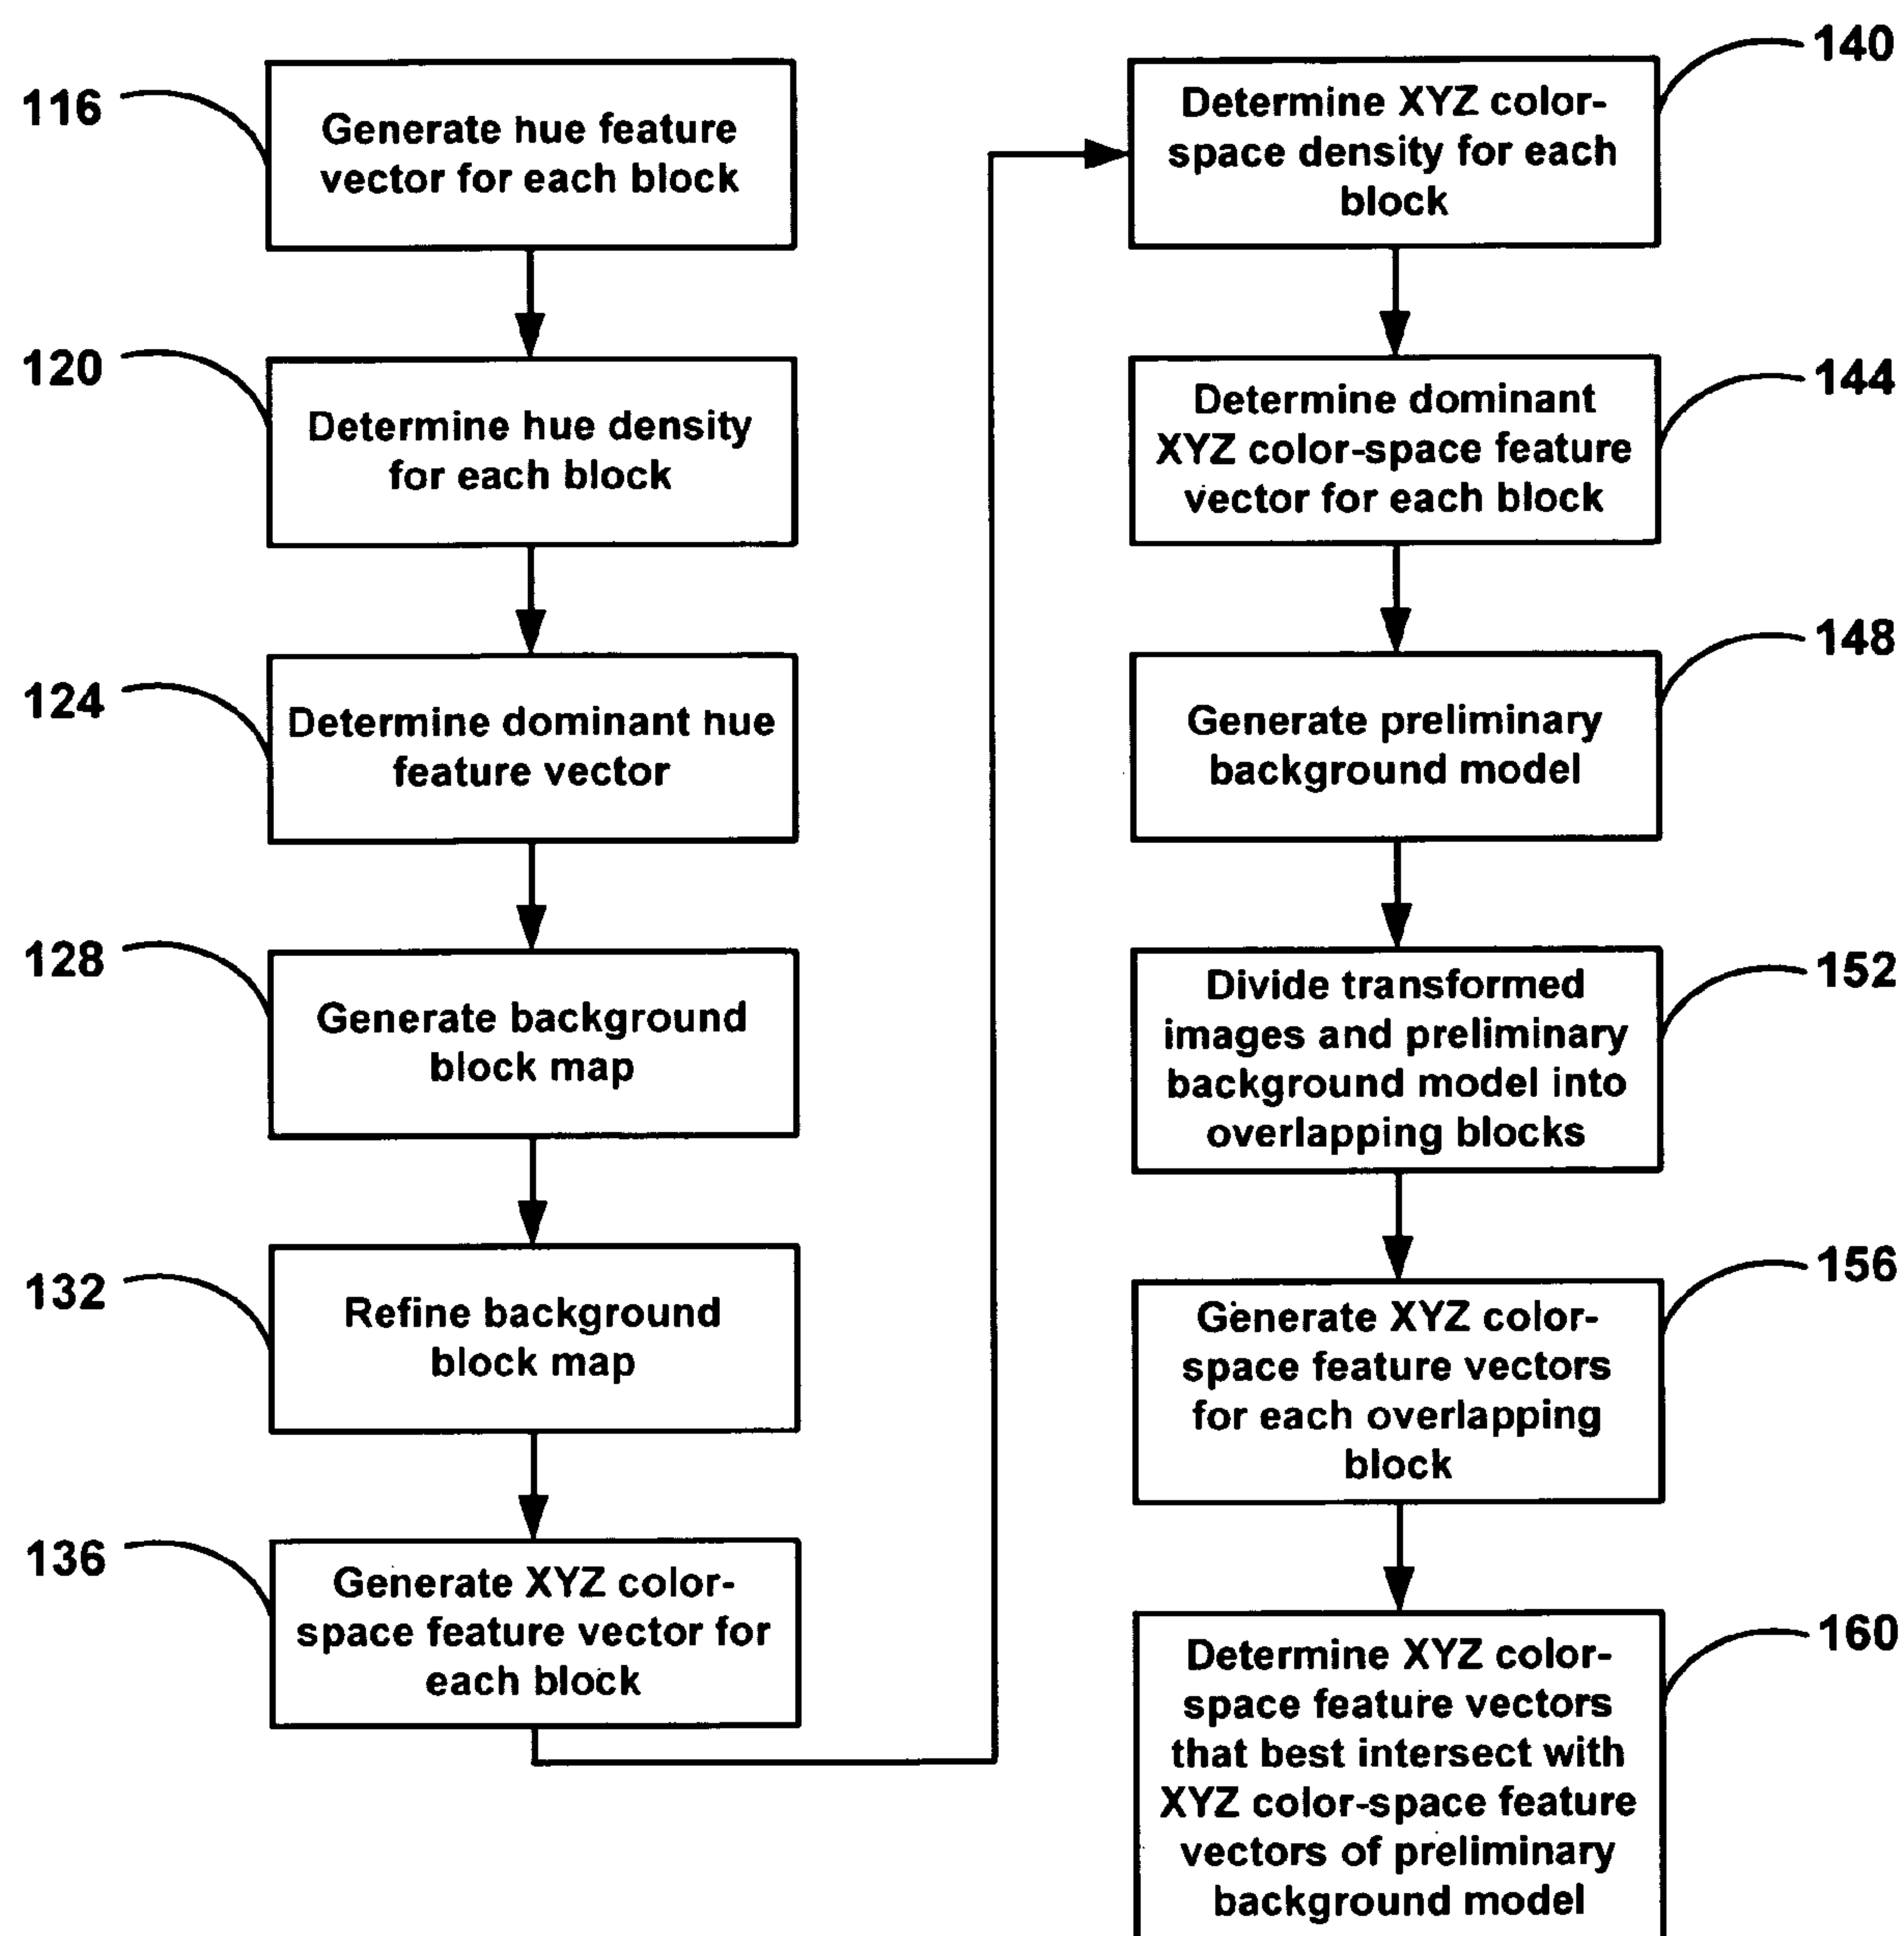 116
Generate hue feature
vector for each block
120
Determine hue density
for each block
124
Determine dominant hue
feature vector
128
Generate background
block map
132
Refine background
block map
136
Generate XYZ color-
space feature vector for
each block
140
Determine XYZ color-
space density for each
block
144
Determine dominant
XYZ color-space feature
vector for each block
148
Generate preliminary
background model
152
Divide transformed
images and preliminary
background model into
overlapping blocks
156
Generate XYZ color-
space feature vectors
for each overlapping
block
160
Determine XYZ color-
space feature vectors
that best intersect with
XYZ color-space feature
vectors of preliminary
background model